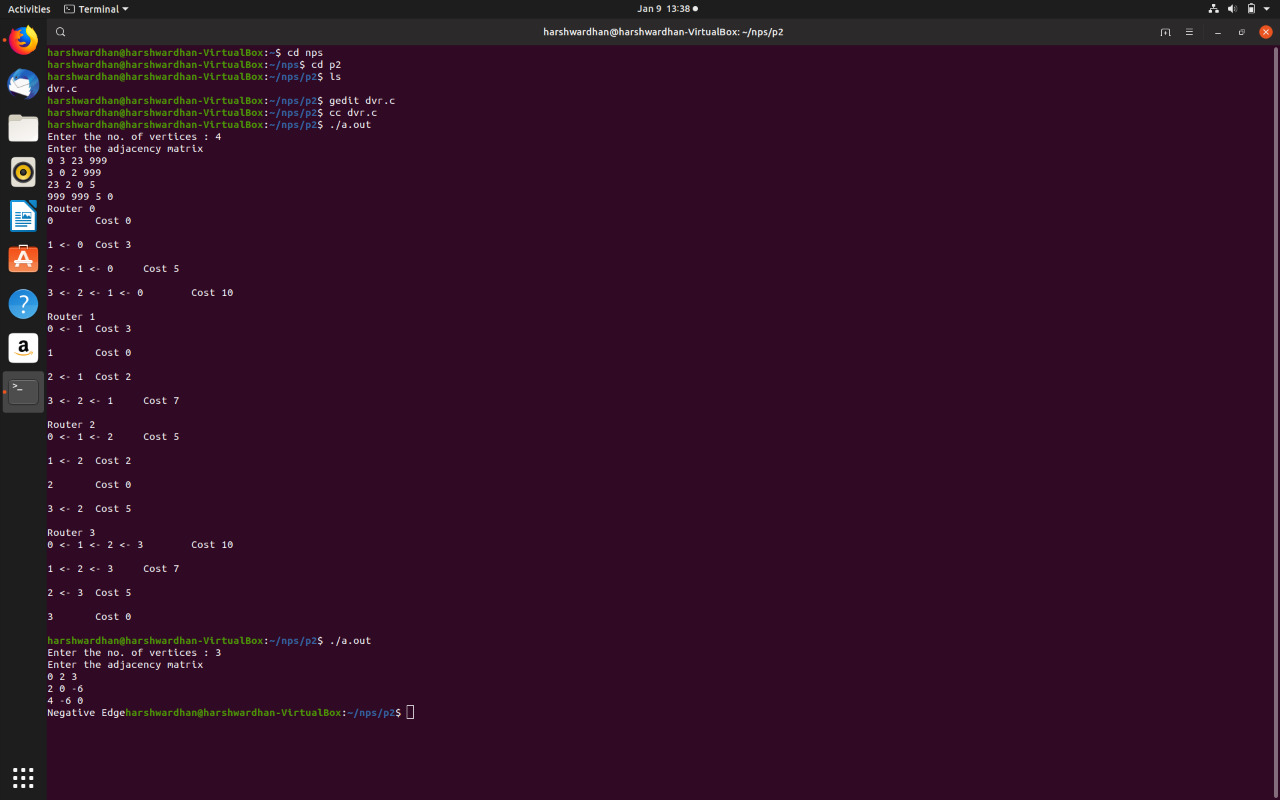 Activities Terminal Jan 9 13:38
harshwardhan@harshwardhan-VirtualBox: ~/nps/p2
harshwardhan@harshwardhan-VirtualBox:~$ cd nps
harshwardhan@harshwardhan-VirtualBox:~/nps$ cd p2
harshwardhan@harshwardhan-VirtualBox:~/nps/p2$ ls
dvr.c
harshwardhan@harshwardhan-VirtualBox:~/nps/p2$ gedit dvr.c
harshwardhan@harshwardhan-VirtualBox:~/nps/p2$ cc dvr.c
harshwardhan@harshwardhan-VirtualBox:~/nps/p2$ ./a.out
Enter the no. of vertices : 4
Enter the adjacency matrix
0 3 23 999
3 0 2 999
23 2 0 5
999 999 5 0
Router 0
0 Cost 0
1 <- 0 Cost 3
2 <- 1 <- 0 Cost 5
3 <- 2 <- 1 <- 0 Cost 10
Router 1
0 <- 1 Cost 3
1 Cost 0
2 <- 1 Cost 2
3 <- 2 <- 1 Cost 7
Router 2
0 <- 1 <- 2 Cost 5
1 <- 2 Cost 2
2 Cost 0
3 <- 2 Cost 5
Router 3
0 <- 1 <- 2 <- 3 Cost 10
1 <- 2 <- 3 Cost 7
2 <- 3 Cost 5
3 Cost 0
harshwardhan@harshwardhan-VirtualBox:~/nps/p2$ ./a.out
Enter the no. of vertices : 3
Enter the adjacency matrix
0 2 3
2 0 -6
4 -6 0
Negative Edgeharshwardhan@harshwardhan-VirtualBox:~/nps/p2$